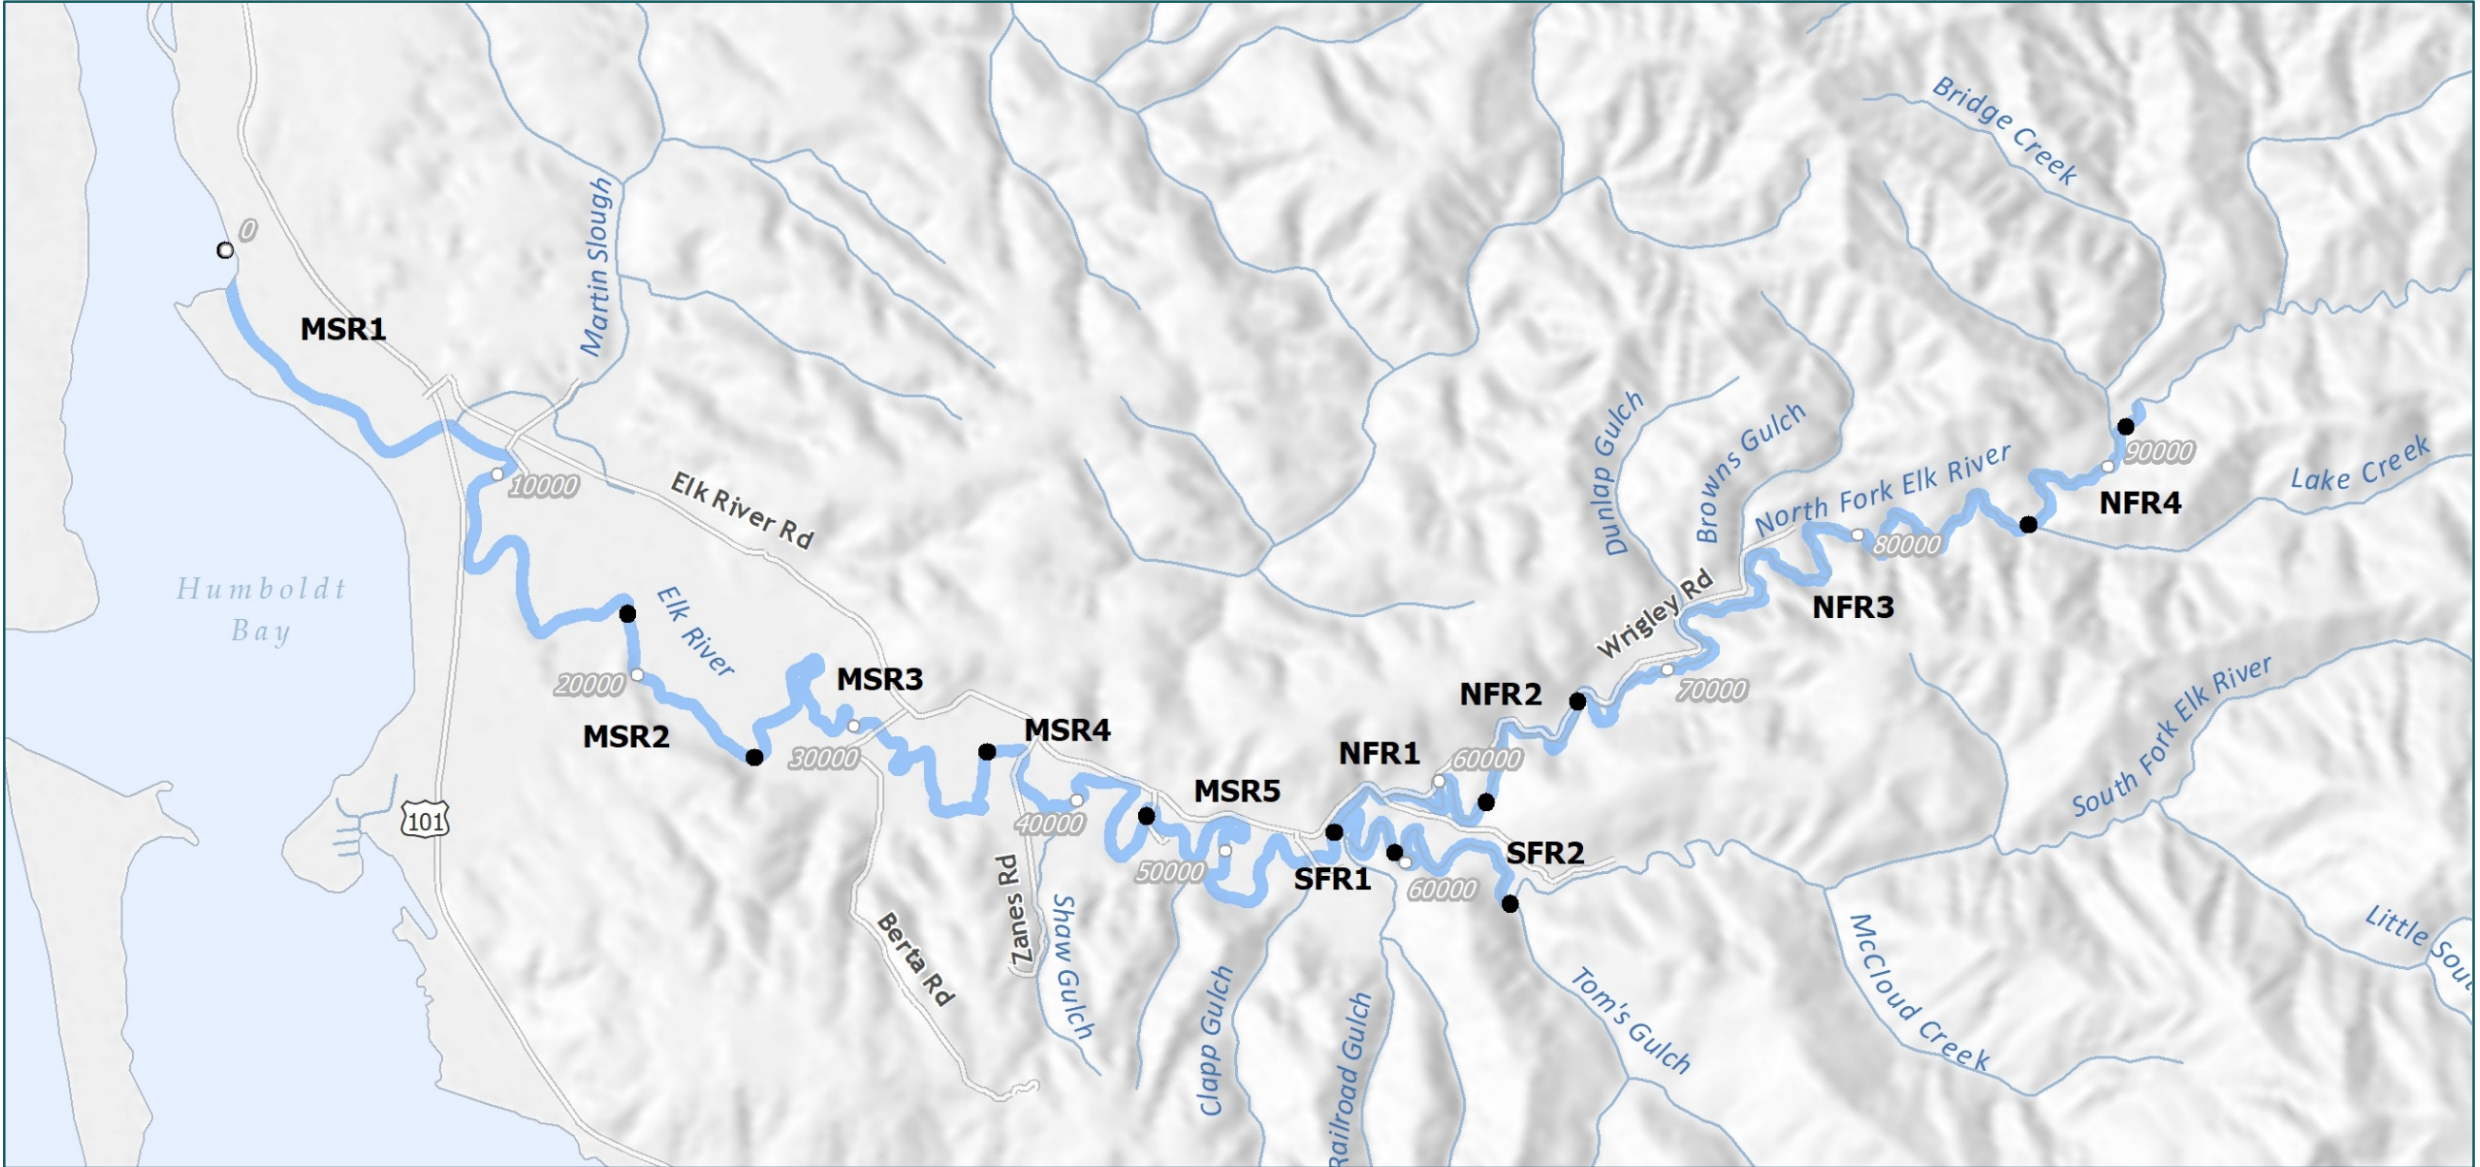 Bridge Creek
Martin Slough
0
MSR1
Dunlap Gulch
Browns Gulch
North Fork Elk River
90000
Lake Creek
NFR4
10000
Elk River Rd
80000
Humboldt
Bay
Elk River
Wrigley Rd
NFR3
20000
MSR3
NFR2
70000
South Fork Elk River
MSR2
30000
MSR4
NFR1
60000
MSR5
101
40000
50000
SFR1
SFR2
60000
Berta Rd
Zanes Rd
Shaw Gulch
Clapp Gulch
Railroad Gulch
Tom's Gulch
McCloud Creek
Little Sou
Sou